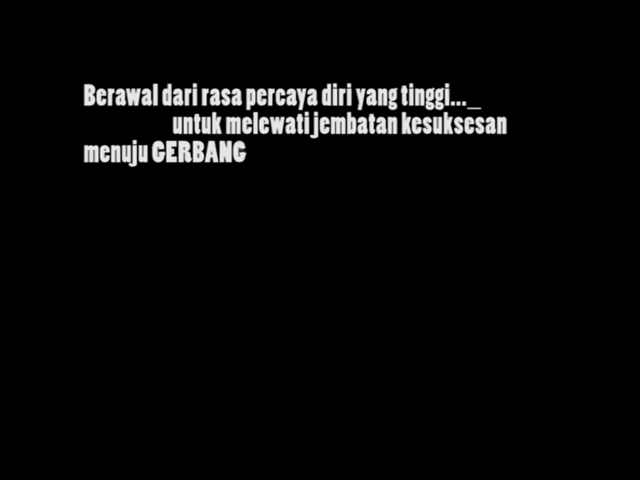 Berawal dari rasa percaya diri yang tinggi..._
untuk melewati jembatan kesuksesan
menuju GERBANG